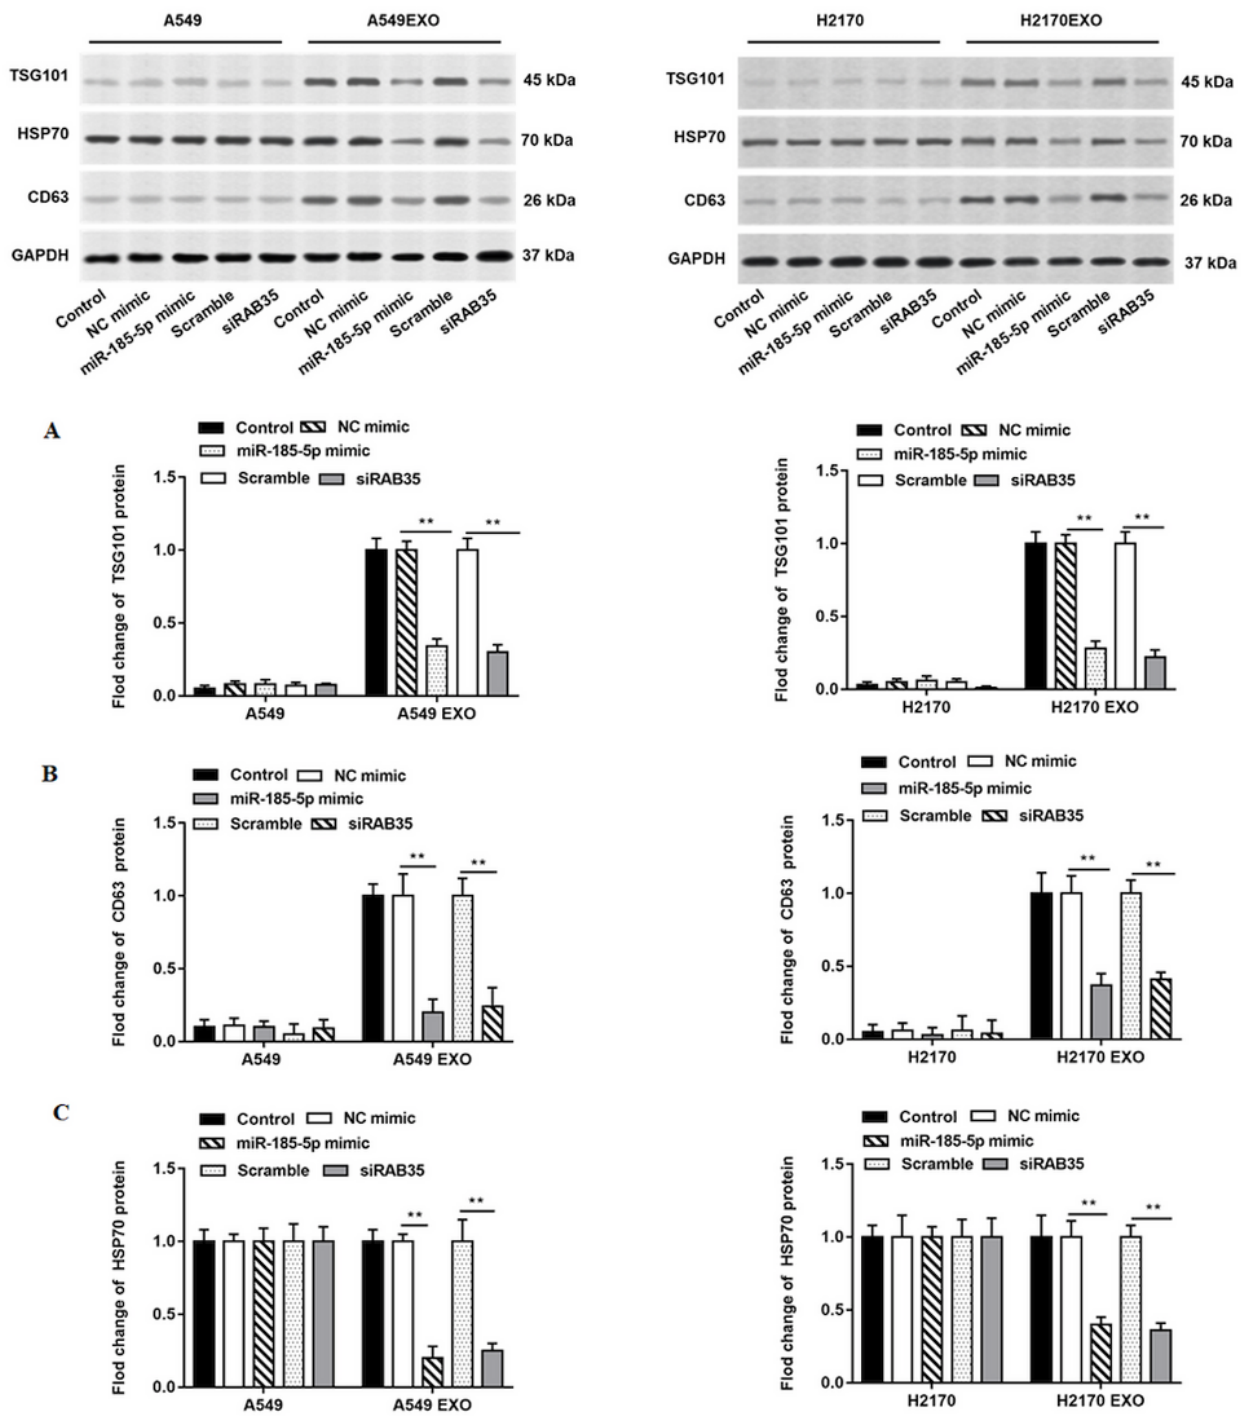 A549 A549EXO H2170 H2170EXO
TSG101 45 kDa TSG101 45 kDa
HSP70 70 kDa HSP70 70 kDa
CD63 26 kDa CD63 26 kDa
GAPDH 37 kDa GAPDH 37 kDa
Control NC mimic miR-185-5p mimic Scramble siRAB35 Control NC mimic miR-185-5p mimic Scramble siRAB35 Control NC mimic miR-185-5p mimic Scramble siRAB35 Control NC mimic miR-185-5p mimic Scramble siRAB35
A
Control NC mimic
miR-185-5p mimic
Scramble siRAB35
Flod change of TSG101 protein
1.5
1.0
0.5
0.0
** **
A549 A549 EXO
Control NC mimic
miR-185-5p mimic
Scramble siRAB35
Flod change of TSG101 protein
1.5
1.0
0.5
0.0
** **
H2170 H2170 EXO
B
Control NC mimic
miR-185-5p mimic
Scramble siRAB35
Flod change of CD63 protein
1.5
1.0
0.5
0.0
** **
A549 A549 EXO
Control NC mimic
miR-185-5p mimic
Scramble siRAB35
Flod change of CD63 protein
1.5
1.0
0.5
0.0
** **
H2170 H2170 EXO
C
Control NC mimic
miR-185-5p mimic
Scramble siRAB35
Flod change of HSP70 protein
1.5
1.0
0.5
0.0
** **
A549 A549 EXO
Control NC mimic
miR-185-5p mimic
Scramble siRAB35
Flod change of HSP70 protein
1.5
1.0
0.5
0.0
** **
H2170 H2170 EXO